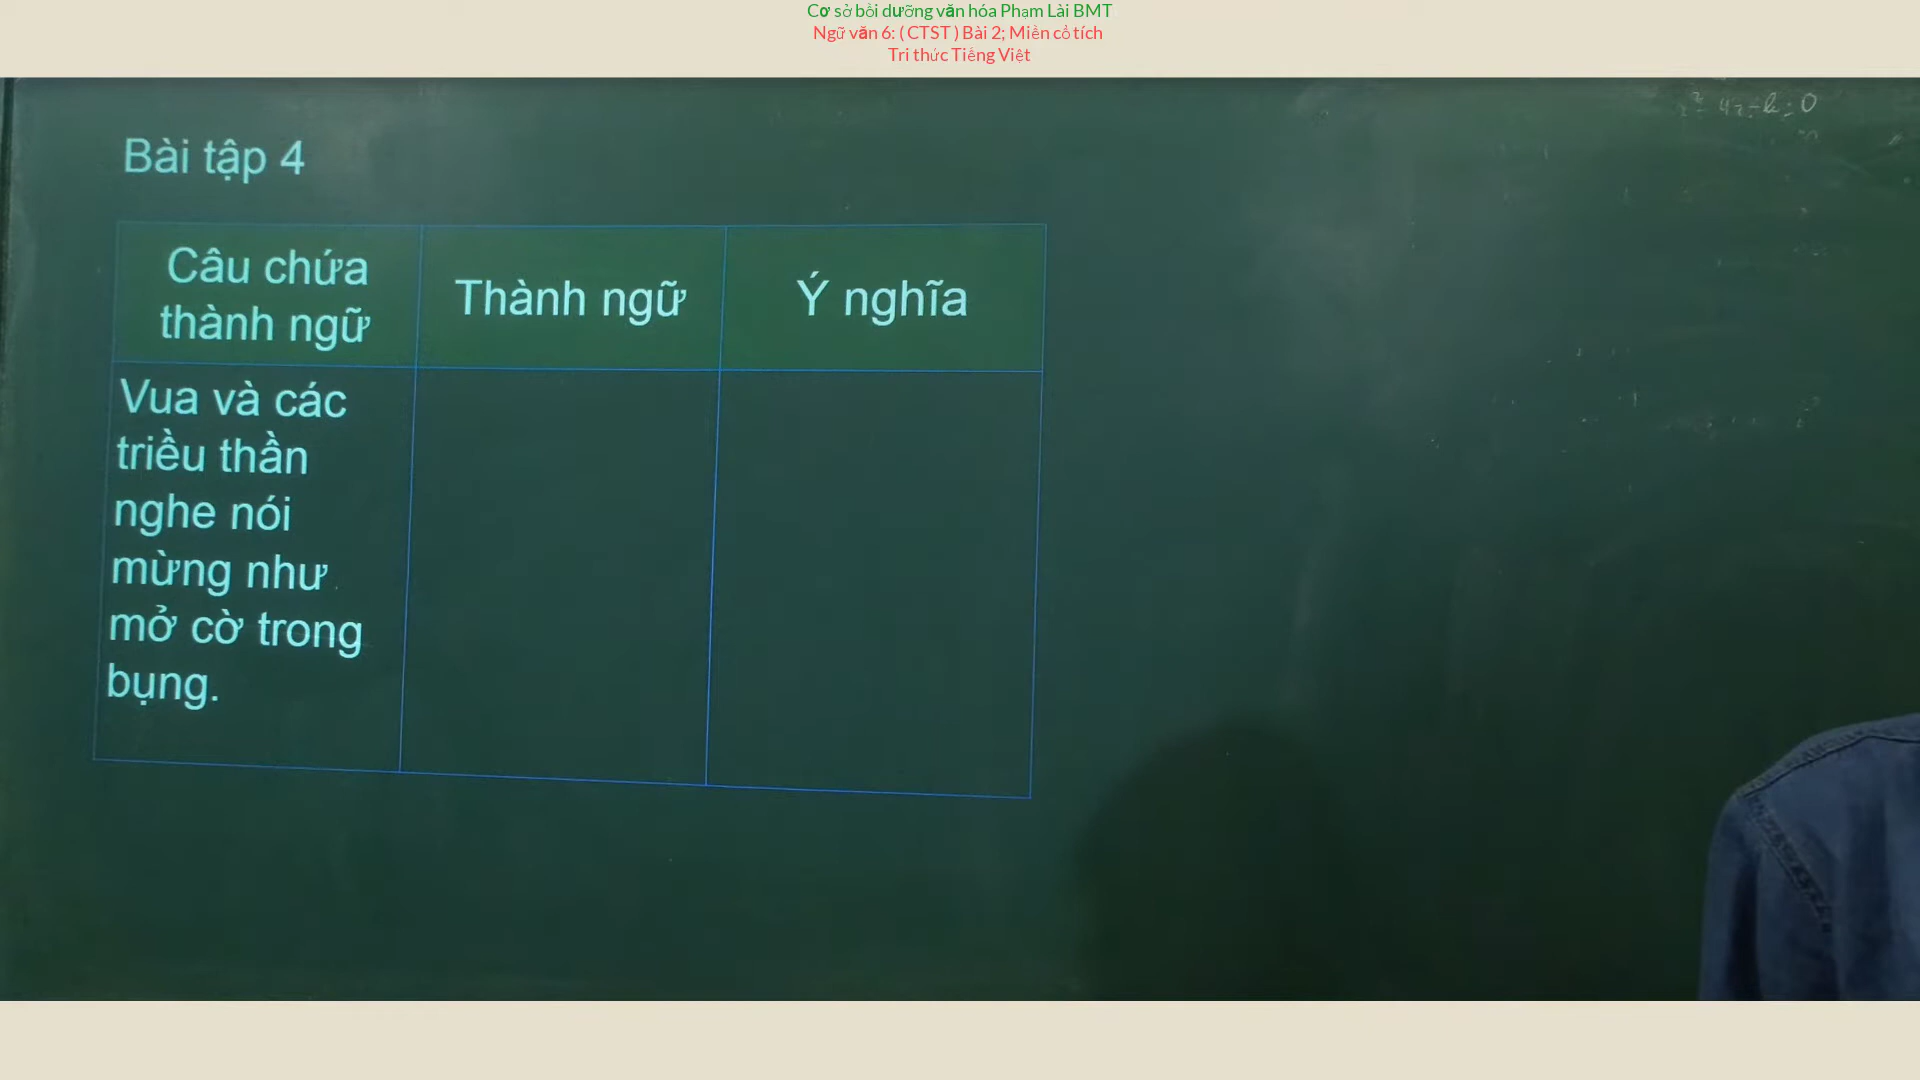 Cơ sở bồi dưỡng văn hóa Phạm Lài BMT
Ngữ văn 6: ( CTST ) Bài 2; Miền cổ tích
Tri thức Tiếng Việt
Bài tập 4
Câu chứa
thành ngữ
Thành ngữ
Ý nghĩa
Vua và các
triều thần
nghe nói
mừng như
mở cờ trong
bụng.